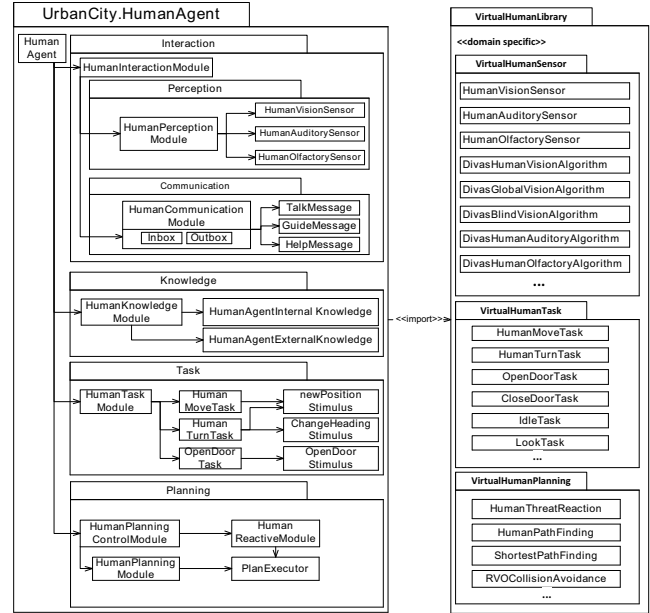 UrbanCity.HumanAgent
Human
Agent
Interaction
HumanInteractionModule
Perception
HumanPerception
Module
HumanVisionSensor
HumanAuditorySensor
HumanOlfactorySensor
Communication
HumanCommunication
Module
Inbox
Outbox
TalkMessage
GuideMessage
HelpMessage
Knowledge
HumanKnowledge
Module
HumanAgentInternal Knowledge
HumanAgentExternalKnowledge
Task
HumanTask
Module
Human
MoveTask
Human
TurnTask
OpenDoor
Task
newPosition
Stimulus
ChangeHeading
Stimulus
OpenDoor
Stimulus
Planning
HumanPlanning
ControlModule
HumanPlanning
Module
Human
ReactiveModule
PlanExecutor
<<import>>
VirtualHumanLibrary
<<domain specific>>
VirtualHumanSensor
HumanVisionSensor
HumanAuditorySensor
HumanOlfactorySensor
DivasHumanVisionAlgorithm
DivasGlobalVisionAlgorithm
DivasBlindVisionAlgorithm
DivasHumanAuditoryAlgorithm
DivasHumanOlfactoryAlgorithm
...
VirtualHumanTask
HumanMoveTask
HumanTurnTask
OpenDoorTask
CloseDoorTask
IdleTask
LookTask
...
VirtualHumanPlanning
HumanThreatReaction
HumanPathFinding
ShortestPathFinding
RVOCollisionAvoidance
...